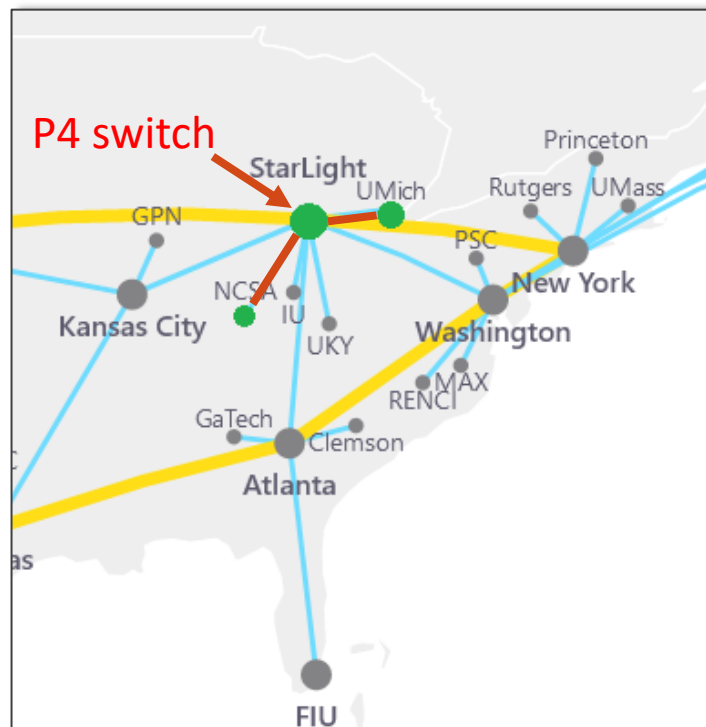 P4 switch
StarLight
UMich
Princeton
Rutgers
UMass
GPN
PSC
New York
NCSA
IU
Kansas City
Washington
UKY
MAX
RENCI
GaTech
Clemson
Atlanta
as
FIU